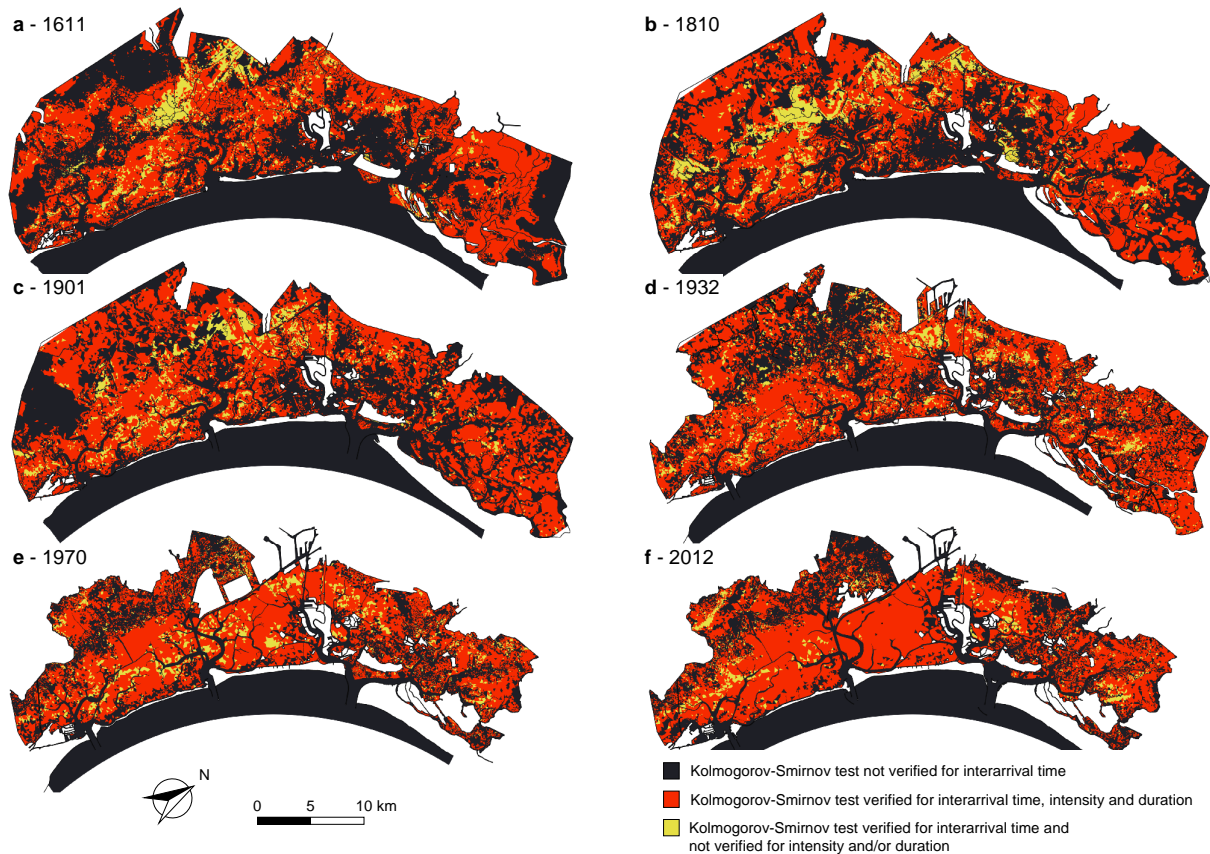 a - 1611
b - 1810
c - 1901
d - 1932
e - 1970
f - 2012
N
0 5 10 km
Kolmogorov-Smirnov test not verified for interarrival time
Kolmogorov-Smirnov test verified for interarrival time, intensity and duration
Kolmogorov-Smirnov test verified for interarrival time and
not verified for intensity and/or duration